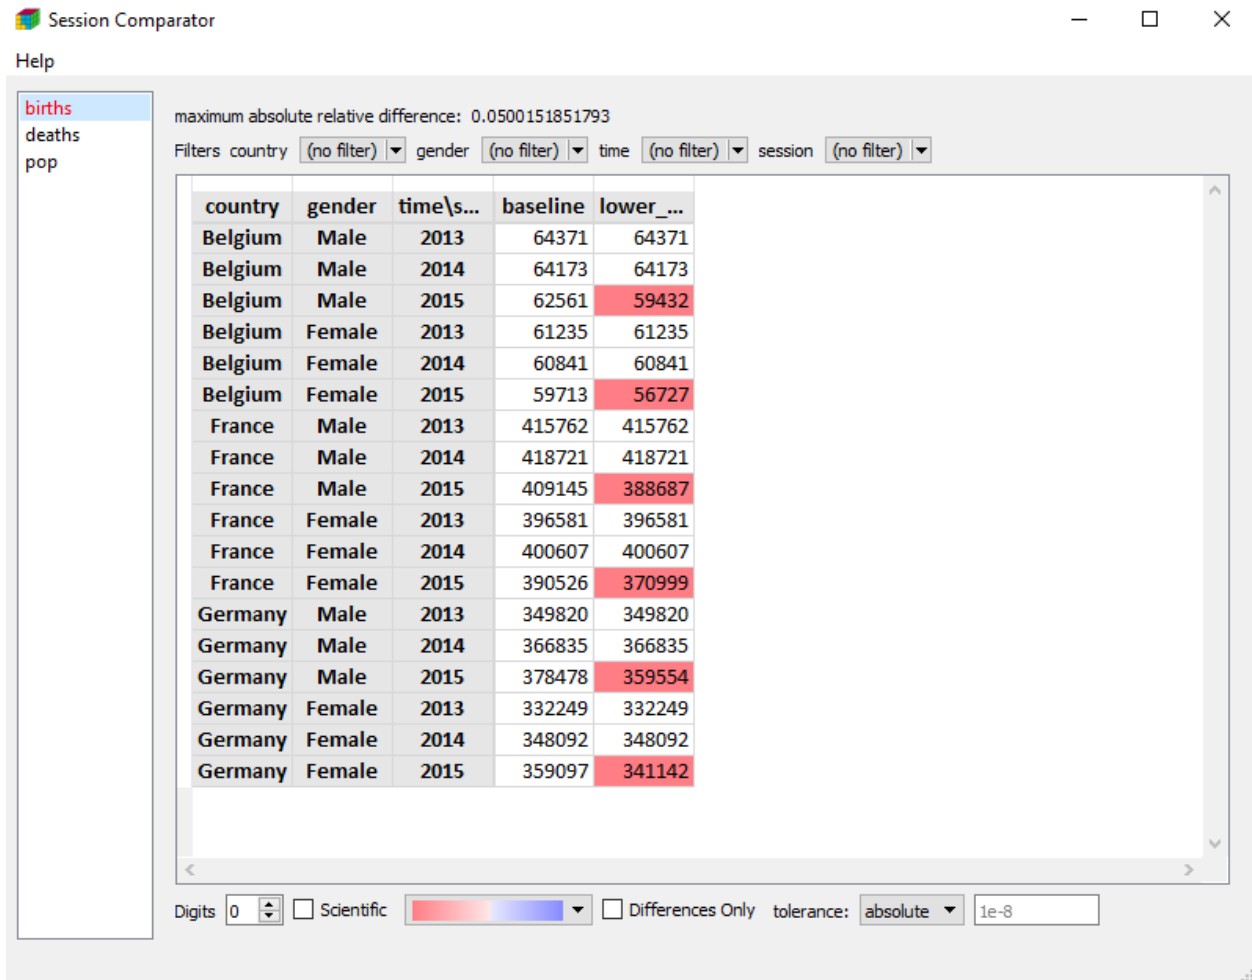 Session Comparator
Help
births
deaths
pop
maximum absolute relative difference: 0.0500151851793
Filters country (no filter) gender (no filter) time (no filter) session (no filter)
country gender time\s... baseline lower_...
Belgium Male 2013 64371 64371
Belgium Male 2014 64173 64173
Belgium Male 2015 62561 59432
Belgium Female 2013 61235 61235
Belgium Female 2014 60841 60841
Belgium Female 2015 59713 56727
France Male 2013 415762 415762
France Male 2014 418721 418721
France Male 2015 409145 388687
France Female 2013 396581 396581
France Female 2014 400607 400607
France Female 2015 390526 370999
Germany Male 2013 349820 349820
Germany Male 2014 366835 366835
Germany Male 2015 378478 359554
Germany Female 2013 332249 332249
Germany Female 2014 348092 348092
Germany Female 2015 359097 341142
Digits 0 Scientific Differences Only tolerance: absolute 1e-8